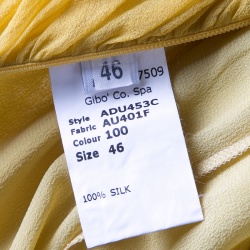 46
7509
Gibo' Co. Spa
Style ADU453C
Fabric AU401F
Colour 100
Size 46
100% SILK